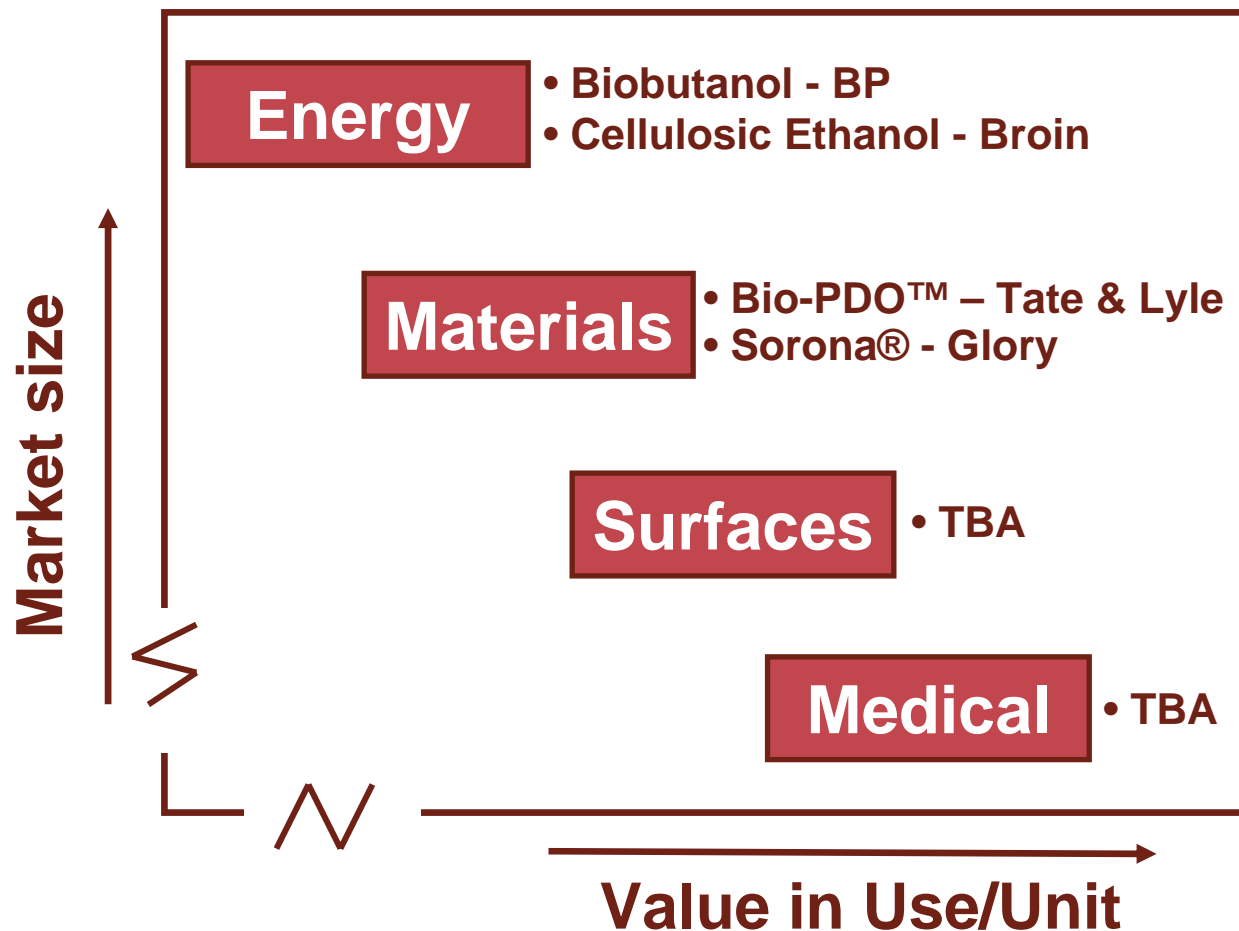 Energy
• Biobutanol - BP
• Cellulosic Ethanol - Broin
Materials
• Bio-PDO™ – Tate & Lyle
• Sorona® - Glory
Surfaces
• TBA
Medical
• TBA
Market size
Value in Use/Unit